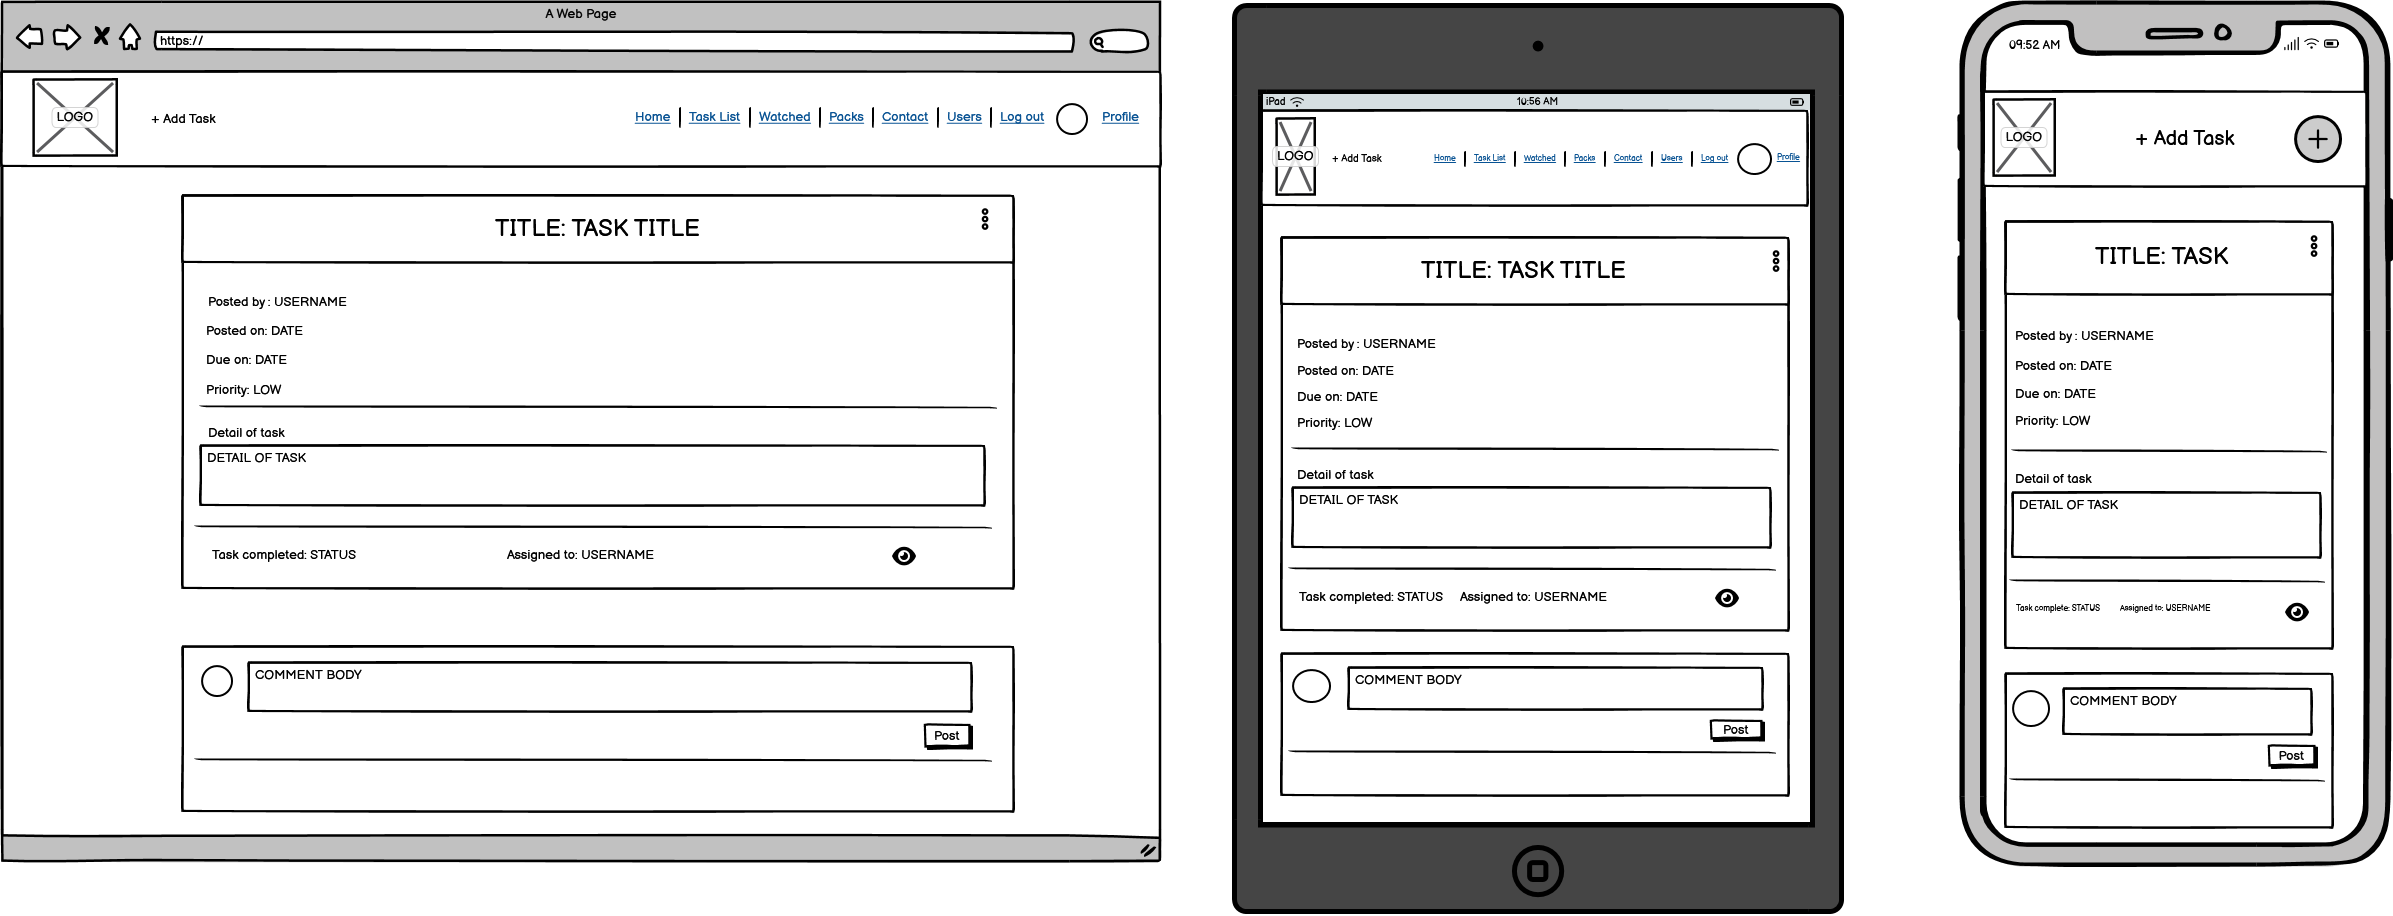 A Web Page
https://
LOGO
+ Add Task
Home | Task List | Watched | Packs | Contact | Users | Log out Profile
TITLE: TASK TITLE
Posted by : USERNAME
Posted on: DATE
Due on: DATE
Priority: LOW
Detail of task
DETAIL OF TASK
Task completed: STATUS Assigned to: USERNAME
COMMENT BODY
Post
iPad 10:56 AM
LOGO
+ Add Task
Home | Task List | Watched | Packs | Contact | Users | Log out Profile
TITLE: TASK TITLE
Posted by : USERNAME
Posted on: DATE
Due on: DATE
Priority: LOW
Detail of task
DETAIL OF TASK
Task completed: STATUS Assigned to: USERNAME
COMMENT BODY
Post
09:52 AM
LOGO
+ Add Task
TITLE: TASK
Posted by : USERNAME
Posted on: DATE
Due on: DATE
Priority: LOW
Detail of task
DETAIL OF TASK
Task complete: STATUS Assigned to: USERNAME
COMMENT BODY
Post